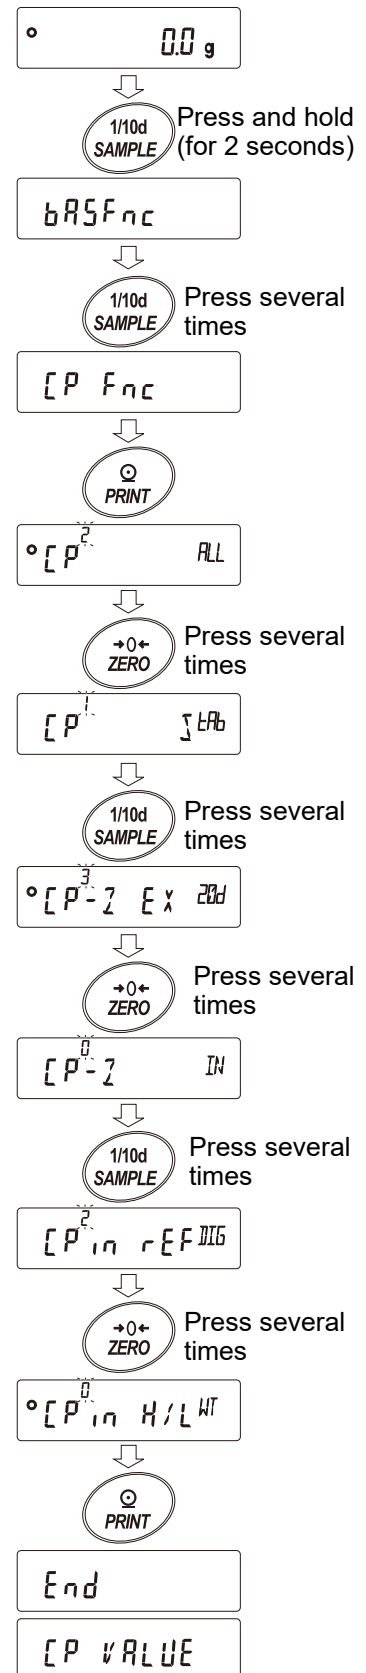 0.0 g
1/10d
SAMPLE
Press and hold
(for 2 seconds)
bASFnc
1/10d
SAMPLE
Press several
times
CP Fnc
PRINT
2
CP ALL
→0←
ZERO
Press several
times
1
CP StAb
1/10d
SAMPLE
Press several
times
3
CP-Z EX 20d
→0←
ZERO
Press several
times
0
CP-Z IN
1/10d
SAMPLE
Press several
times
2
CP in rEF DIG
→0←
ZERO
Press several
times
0
CP in H/L WT
PRINT
End
CP VALUE